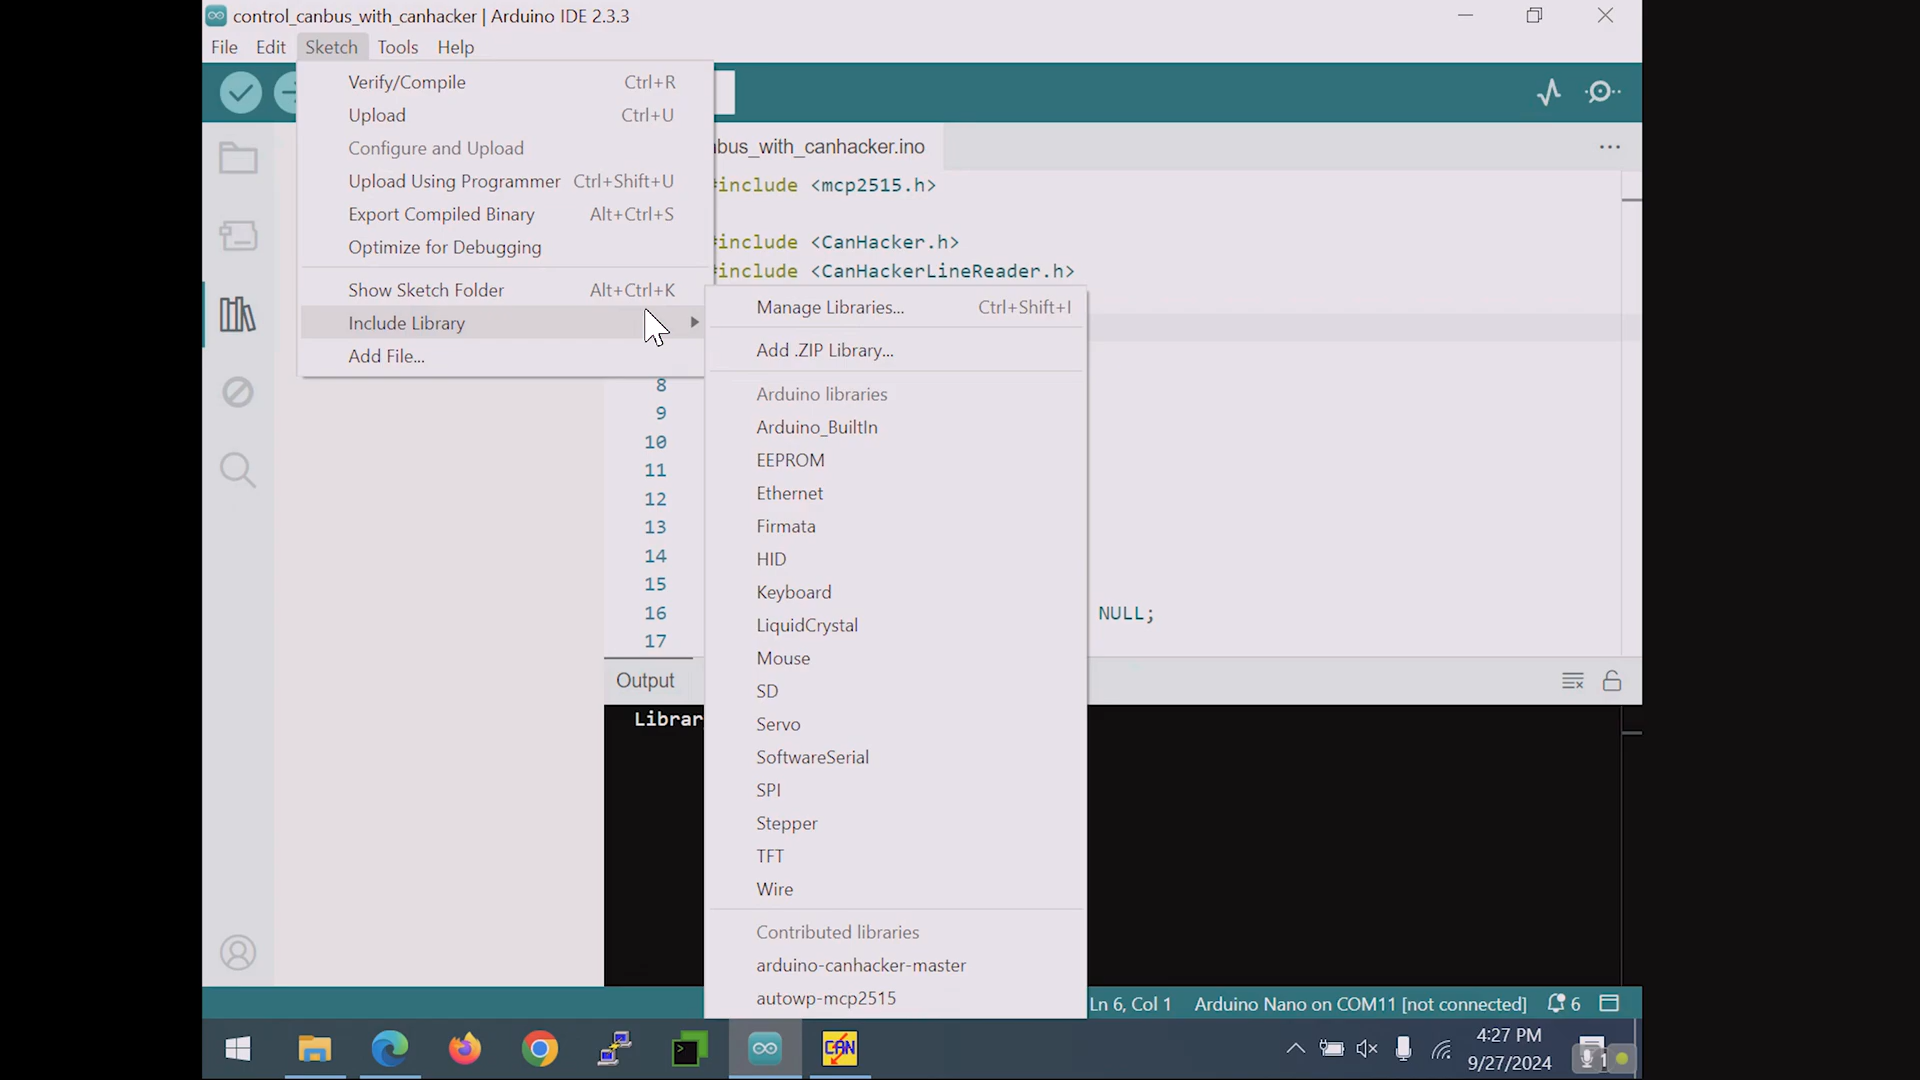 control_canbus_with_canhacker | Arduino IDE 2.3.3
File Edit Sketch Tools Help
Verify/Compile Ctrl+R
Upload Ctrl+U
Configure and Upload
Upload Using Programmer Ctrl+Shift+U
Export Compiled Binary Alt+Ctrl+S
Optimize for Debugging
Show Sketch Folder Alt+Ctrl+K
Include Library
Add File...
bus_with_canhacker.ino
#include <mcp2515.h>
#include <CanHacker.h>
#include <CanHackerLineReader.h>
Manage Libraries... Ctrl+Shift+I
Add .ZIP Library...
Arduino libraries
Arduino_BuiltIn
EEPROM
Ethernet
Firmata
HID
Keyboard
LiquidCrystal
Mouse
SD
Servo
SoftwareSerial
SPI
Stepper
TFT
Wire
Contributed libraries
arduino-canhacker-master
autowp-mcp2515
8
9
10
11
12
13
14
15
16 NULL;
17
Output
Librar
Ln 6, Col 1 Arduino Nano on COM11 [not connected] 6
CAN
4:27 PM
9/27/2024
1